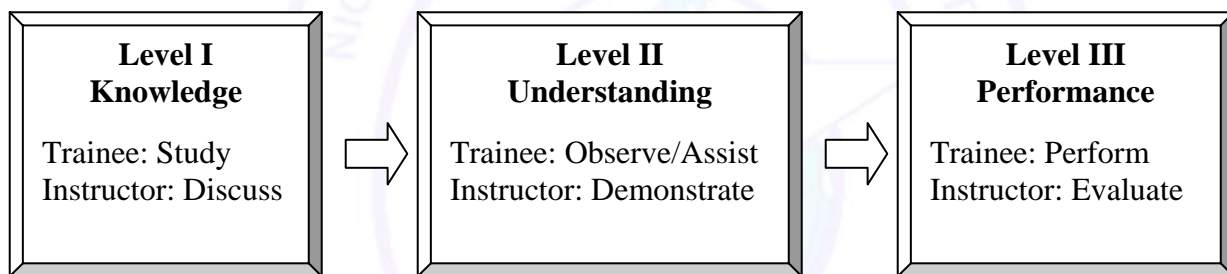 Level I
Knowledge
Trainee: Study
Instructor: Discuss
Level II
Understanding
Trainee: Observe/Assist
Instructor: Demonstrate
Level III
Performance
Trainee: Perform
Instructor: Evaluate